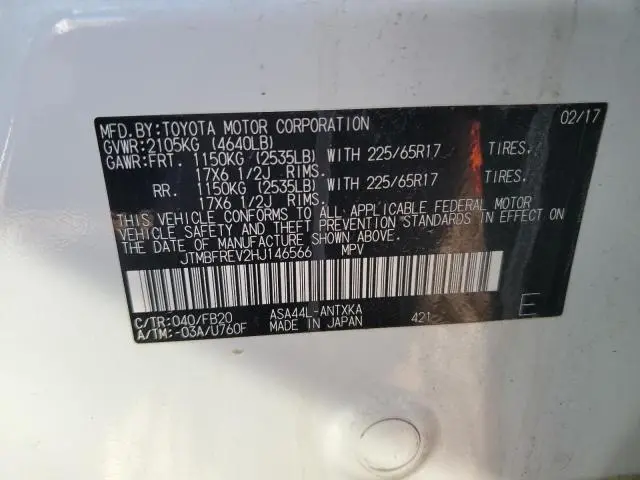 MFD.BY:TOYOTA MOTOR CORPORATION 02/17
GVWR:2105KG (4640LB)
GAWR:FRT. 1150KG (2535LB) WITH 225/65R17 TIRES.
17X6 1/2J RIMS.
RR. 1150KG (2535LB) WITH 225/65R17 TIRES.
17X6 1/2J RIMS.
THIS VEHICLE CONFORMS TO ALL APPLICABLE FEDERAL MOTOR
VEHICLE SAFETY AND THEFT PREVENTION STANDARDS IN EFFECT ON
THE DATE OF MANUFACTURE SHOWN ABOVE.
JTMBFREV2HJ146566 MPV
C/TR:040/FB20 ASA44L-ANTXKA 421 E
A/TM:-03A/U760F MADE IN JAPAN